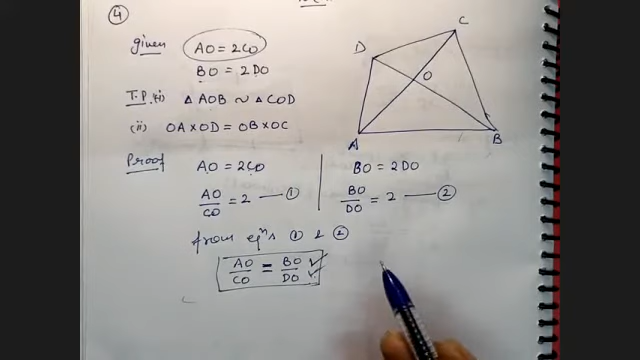 ④
given AO = 2CO
BO = 2DO
T.P. (i) △AOB ~ △COD
(ii) OA×OD = OB×OC
D
C
O
A
B
Proof AO = 2CO
AO/CO = 2 — ①
BO = 2DO
BO/DO = 2 — ②
from eqⁿs ① & ②
AO/CO = BO/DO